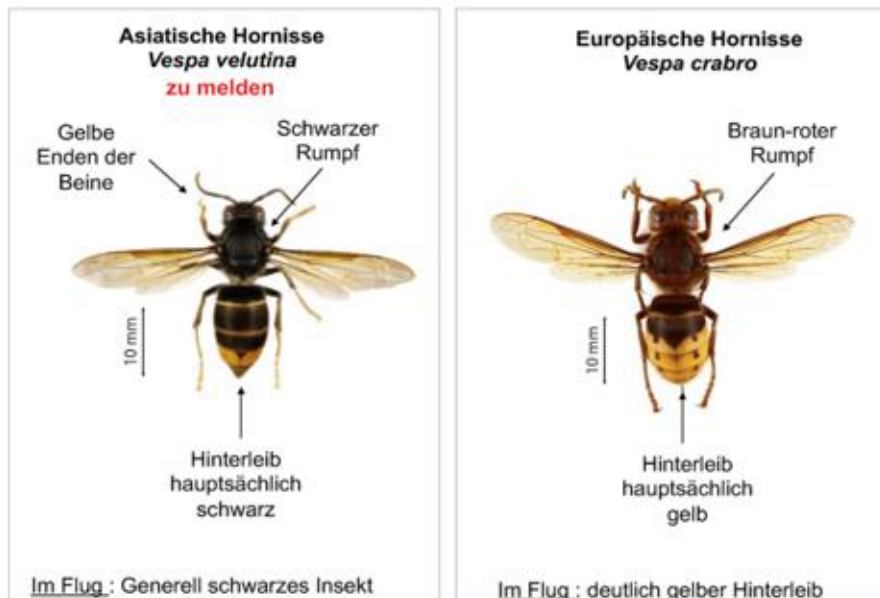 Asiatische Hornisse
Vespa velutina
zu melden
Gelbe
Enden der
Beine
Schwarzer
Rumpf
10 mm
Hinterleib
hauptsächlich
schwarz
Im Flug : Generell schwarzes Insekt
Europäische Hornisse
Vespa crabro
Braun-roter
Rumpf
10 mm
Hinterleib
hauptsächlich
gelb
Im Flug : deutlich gelber Hinterleib